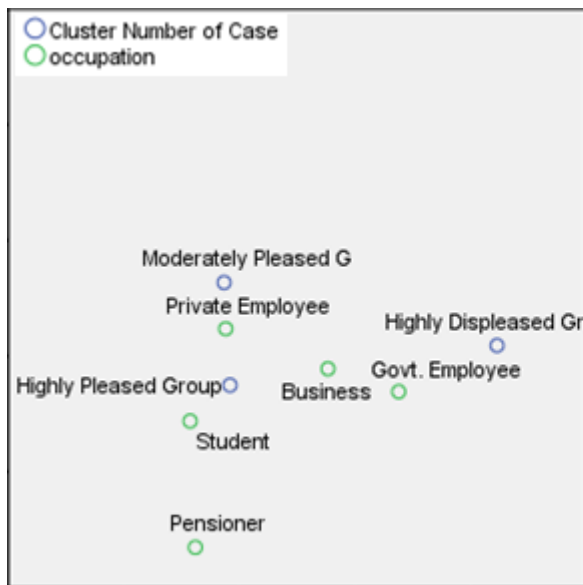 Cluster Number of Case
occupation
Moderately Pleased G
Private Employee
Highly Displeased Gr
Highly Pleased Group
Business
Govt. Employee
Student
Pensioner